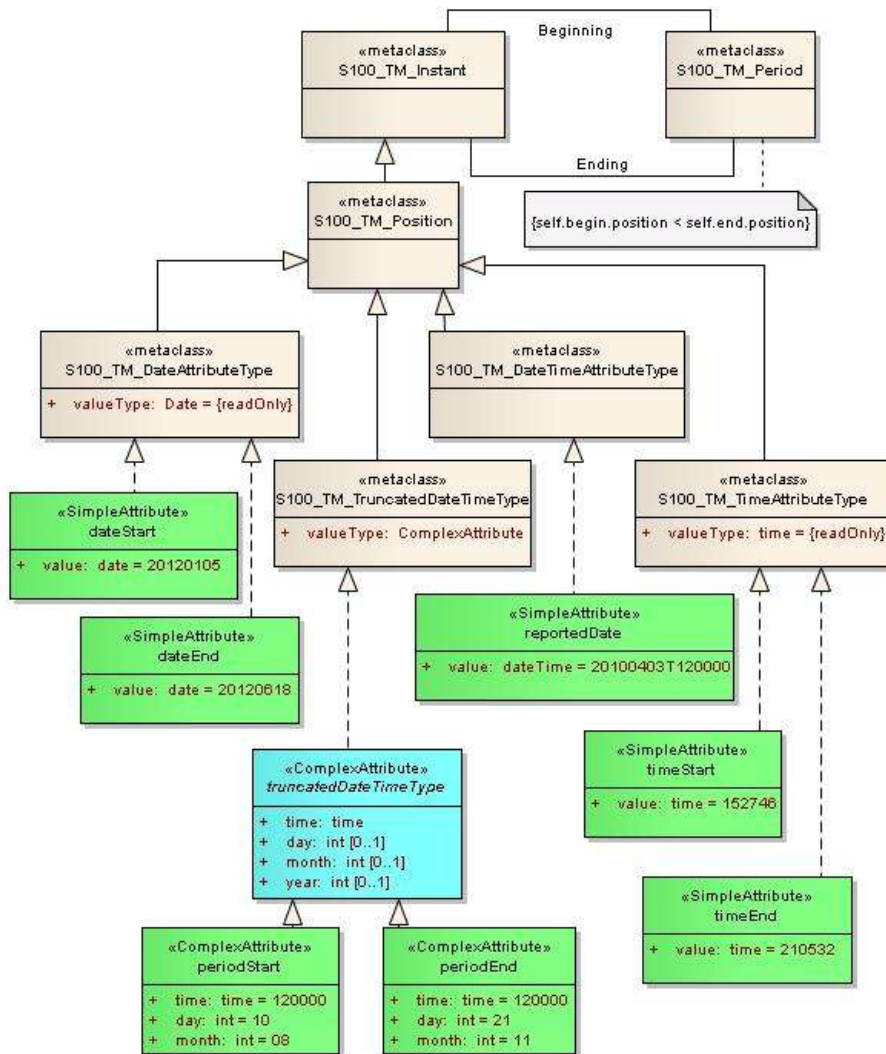 Beginning
«metaclass»
S100_TM_Instant
«metaclass»
S100_TM_Period
Ending
«metaclass»
S100_TM_Position
{self.begin.position < self.end.position}
«metaclass»
S100_TM_DateAttributeType
+ valueType: Date = {readOnly}
«metaclass»
S100_TM_DateTimeAttributeType
«metaclass»
S100_TM_TruncatedDateTimeType
+ valueType: ComplexAttribute
«metaclass»
S100_TM_TimeAttributeType
+ valueType: time = {readOnly}
«SimpleAttribute»
dateStart
+ value: date = 20120105
«SimpleAttribute»
dateEnd
+ value: date = 20120618
«SimpleAttribute»
reportedDate
+ value: dateTime = 20100403T120000
«SimpleAttribute»
timeStart
+ value: time = 152746
«ComplexAttribute»
truncatedDateTimeType
+ time: time
+ day: int [0..1]
+ month: int [0..1]
+ year: int [0..1]
«SimpleAttribute»
timeEnd
+ value: time = 210532
«ComplexAttribute»
periodStart
+ time: time = 120000
+ day: int = 10
+ month: int = 08
«ComplexAttribute»
periodEnd
+ time: time = 120000
+ day: int = 21
+ month: int = 11